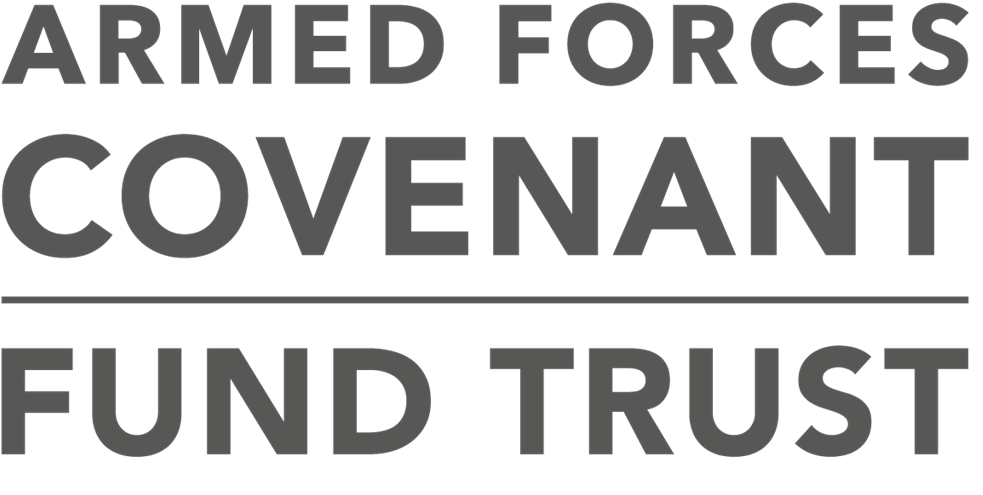 ARMED FORCES
COVENANT
FUND TRUST